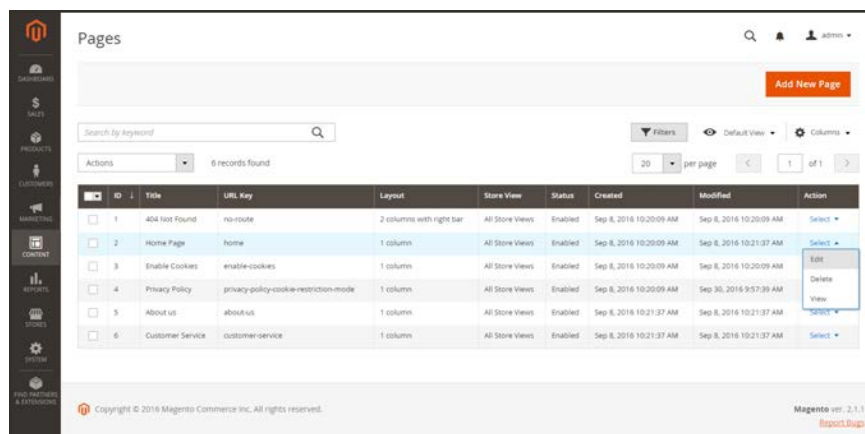 Pages
admin
DASHBOARD
SALES
PRODUCTS
CUSTOMERS
MARKETING
CONTENT
REPORTS
STORES
SYSTEM
FIND PARTNERS
& EXTENSIONS
Add New Page
Search by keyword
Filters
Default View
Columns
Actions
6 records found
20
per page
1
of 1
ID Title URL Key Layout Store View Status Created Modified Action
1 404 Not Found no-route 2 columns with right bar All Store Views Enabled Sep 8, 2016 10:20:09 AM Sep 8, 2016 10:20:09 AM Select
2 Home Page home 1 column All Store Views Enabled Sep 8, 2016 10:20:09 AM Sep 8, 2016 10:21:37 AM Select
3 Enable Cookies enable-cookies 1 column All Store Views Enabled Sep 8, 2016 10:20:09 AM Sep 8, 2016 10:20:09 AM
4 Privacy Policy privacy-policy-cookie-restriction-mode 1 column All Store Views Enabled Sep 8, 2016 10:20:09 AM Sep 30, 2016 9:57:39 AM
5 About us about-us 1 column All Store Views Enabled Sep 8, 2016 10:21:37 AM Sep 8, 2016 10:21:37 AM Select
6 Customer Service customer-service 1 column All Store Views Enabled Sep 8, 2016 10:21:37 AM Sep 8, 2016 10:21:37 AM Select
Edit
Delete
View
Copyright © 2016 Magento Commerce Inc. All rights reserved.
Magento ver. 2.1.1
Report Bugs